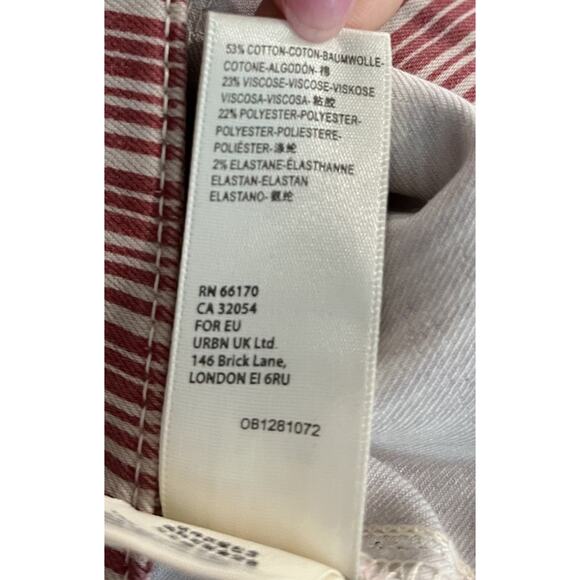 53% COTTON-COTON-BAUMWOLLE-
COTONE-ALGODÓN-棉
23% VISCOSE-VISCOSE-VISKOSE
VISCOSA-VISCOSA-粘胶
22% POLYESTER-POLYESTER-
POLYESTER-POLIESTERE-
POLIÉSTER-涤纶
2% ELASTANE-ÉLASTHANNE
ELASTAN-ELASTAN
ELASTANO-氨纶
RN 66170
CA 32054
FOR EU
URBN UK Ltd.
146 Brick Lane,
LONDON EI 6RU
OB1281072